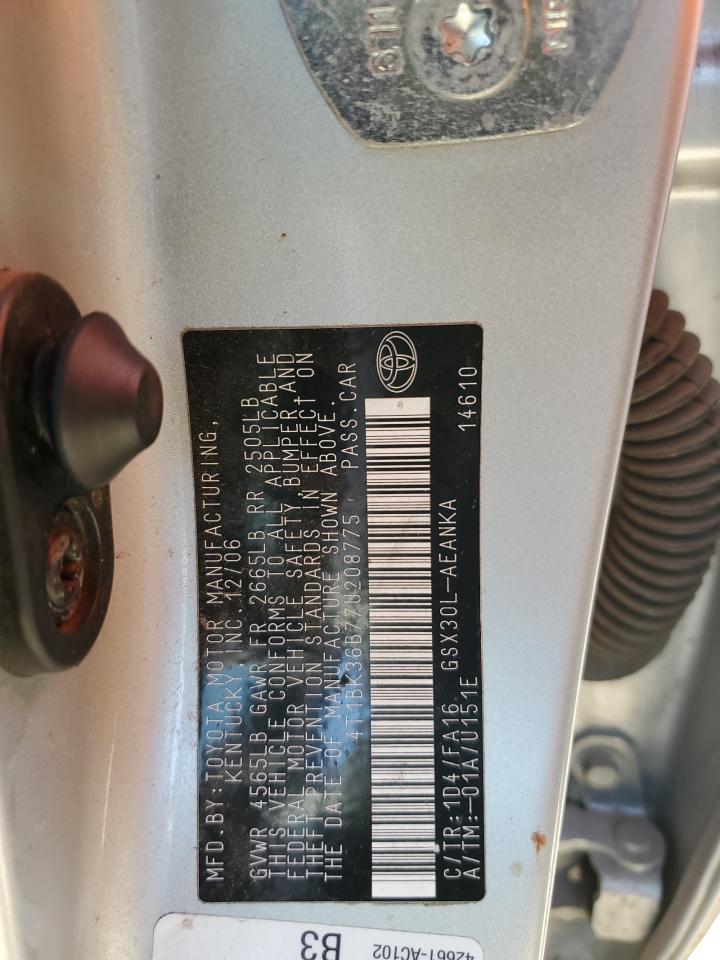 MFD.BY:TOYOTA MOTOR MANUFACTURING,
KENTUCKY, INC. 12/06
GVWR 4565LB GAWR FR 2665LB RR 2505LB
THIS VEHICLE CONFORMS TO ALL APPLICABLE
FEDERAL MOTOR VEHICLE SAFETY,BUMPER AND
THEFT PREVENTION STANDARDS IN EFFECT ON
THE DATE OF MANUFACTURE SHOWN ABOVE.
4T1BK36B77U208775 PASS.CAR
C/TR:1D4//FA16 GSX30L-AEANKA 14610
A/TM:-01A/U151E
B3
42661-AC102